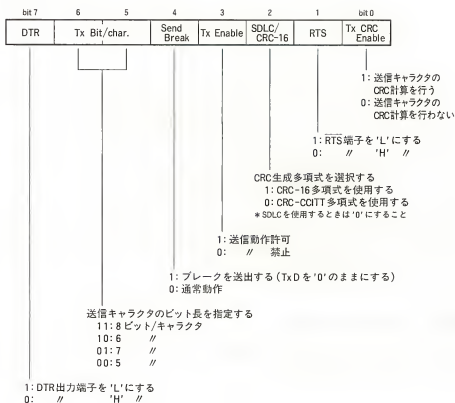 bit 7 6 5 4 3 2 1 bit 0
DTR Tx Bit/char. Send Break Tx Enable SDLC/CRC-16 RTS Tx CRC Enable
1: 送信キャラクタの
CRC計算を行う
0: 送信キャラクタの
CRC計算を行わない
1: RTS端子を'L'にする
0: 〃 'H' 〃
CRC生成多項式を選択する
1: CRC-16多項式を使用する
0: CRC-CCITT多項式を使用する
*SDLCを使用するときは'0'にすること
1: 送信動作許可
0: 〃 禁止
1: ブレークを送出する(TxDを'0'のままにする)
0: 通常動作
送信キャラクタのビット長を指定する
11: 8ビット/キャラクタ
10: 6 〃
01: 7 〃
00: 5 〃
1: DTR出力端子を'L'にする
0: 〃 'H' 〃